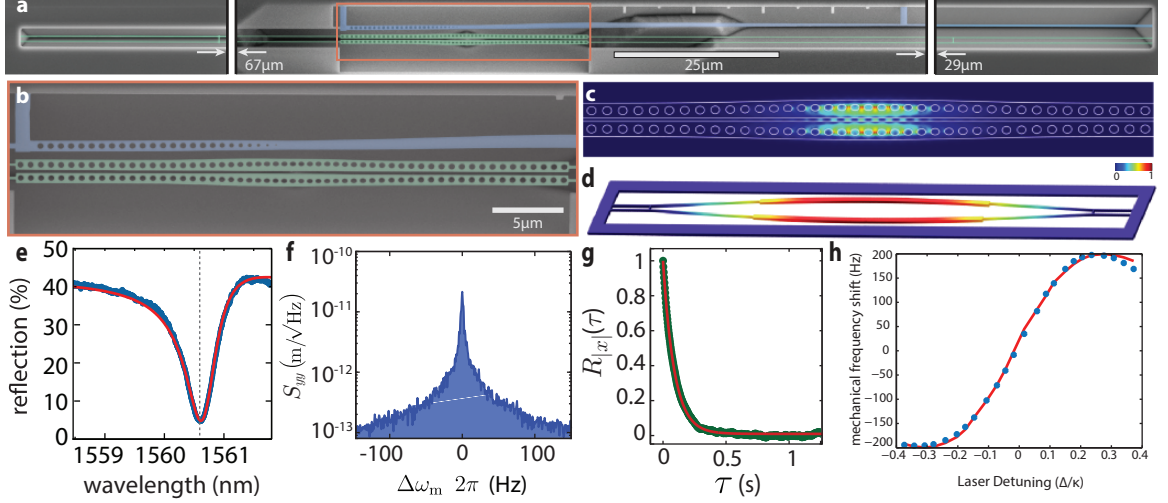 a
67μm
25μm
29μm
b
5μm
c
0 1
d
e
reflection (%)
50
40
30
20
10
0
1559 1560 1561
wavelength (nm)
f
S_yy (m/√Hz)
10⁻¹⁰
10⁻¹¹
10⁻¹²
10⁻¹³
-100 0 100
Δω_m 2π (Hz)
g
R_|x|(τ)
1
0.8
0.6
0.4
0.2
0
0 0.5 1
τ (s)
h
mechanical frequency shift (Hz)
200
150
100
50
0
−50
−100
−150
−200
-0.4 -0.3 -0.2 -0.1 0 0.1 0.2 0.3 0.4
Laser Detuning (Δ/κ)